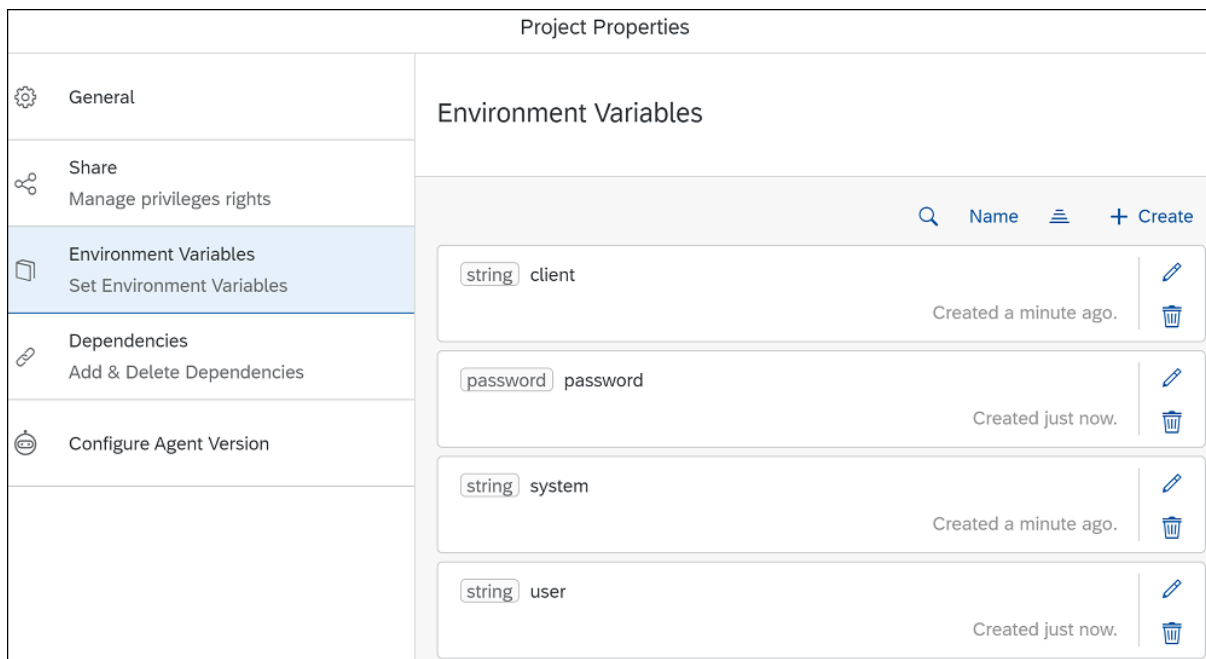 Project Properties
General
Share
Manage privileges rights
Environment Variables
Set Environment Variables
Dependencies
Add & Delete Dependencies
Configure Agent Version
Environment Variables
Name + Create
string client
Created a minute ago.
password password
Created just now.
string system
Created a minute ago.
string user
Created just now.